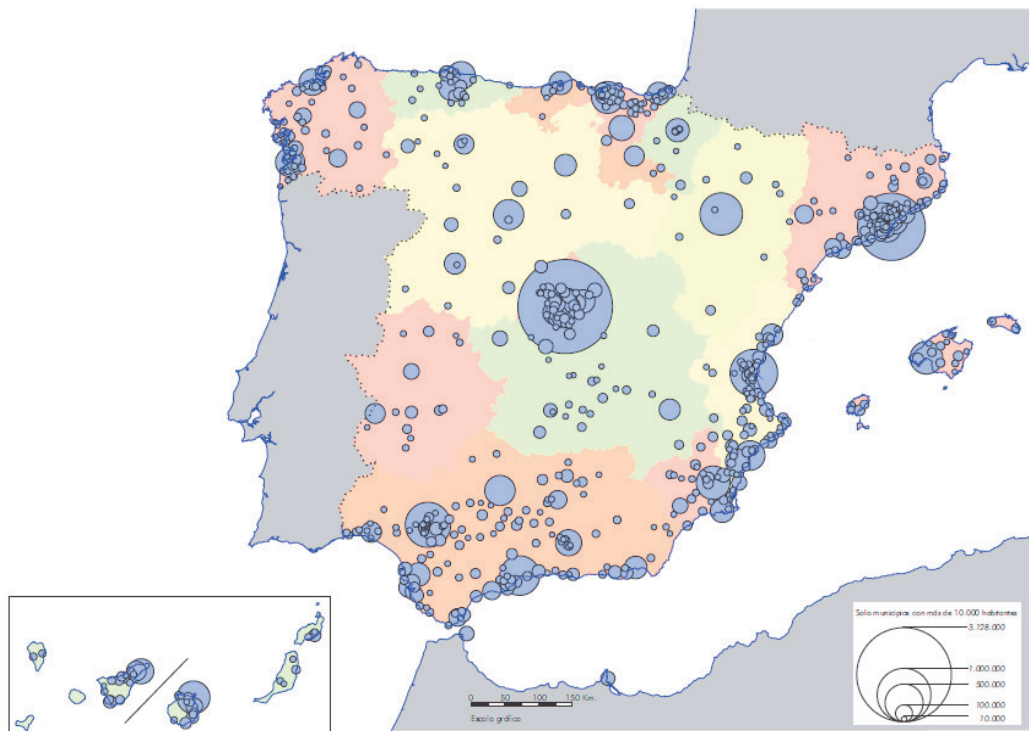 Solo municipios con más de 10.000 habitantes
3.128.000
1.000.000
500.000
100.000
10.000
0 50 100 150 Km.
Escala gráfica